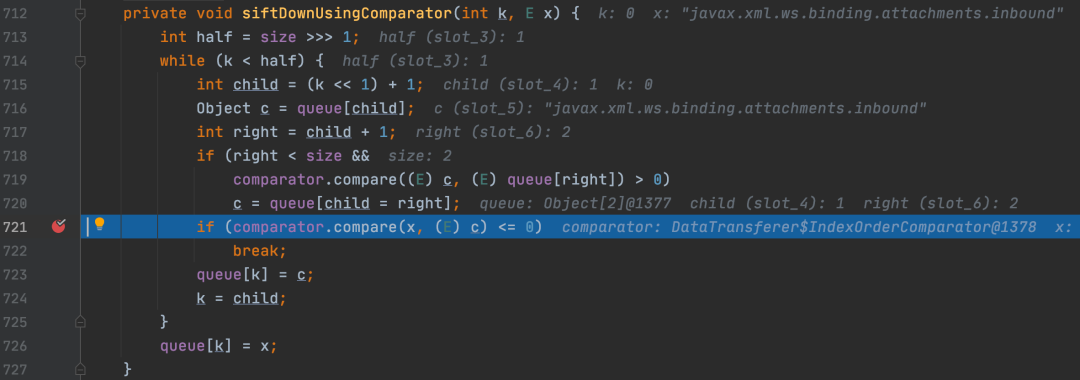 712 private void siftDownUsingComparator(int k, E x) { k: 0 x: "javax.xml.ws.binding.attachments.inbound"
713 int half = size >>> 1; half (slot_3): 1
714 while (k < half) { half (slot_3): 1
715 int child = (k << 1) + 1; child (slot_4): 1 k: 0
716 Object c = queue[child]; c (slot_5): "javax.xml.ws.binding.attachments.inbound"
717 int right = child + 1; right (slot_6): 2
718 if (right < size && size: 2
719 comparator.compare((E) c, (E) queue[right]) > 0)
720 c = queue[child = right]; queue: Object[2]@1377 child (slot_4): 1 right (slot_6): 2
721 if (comparator.compare(x, (E) c) <= 0) comparator: DataTransferer$IndexOrderComparator@1378 x:
722 break;
723 queue[k] = c;
724 k = child;
725 }
726 queue[k] = x;
727 }